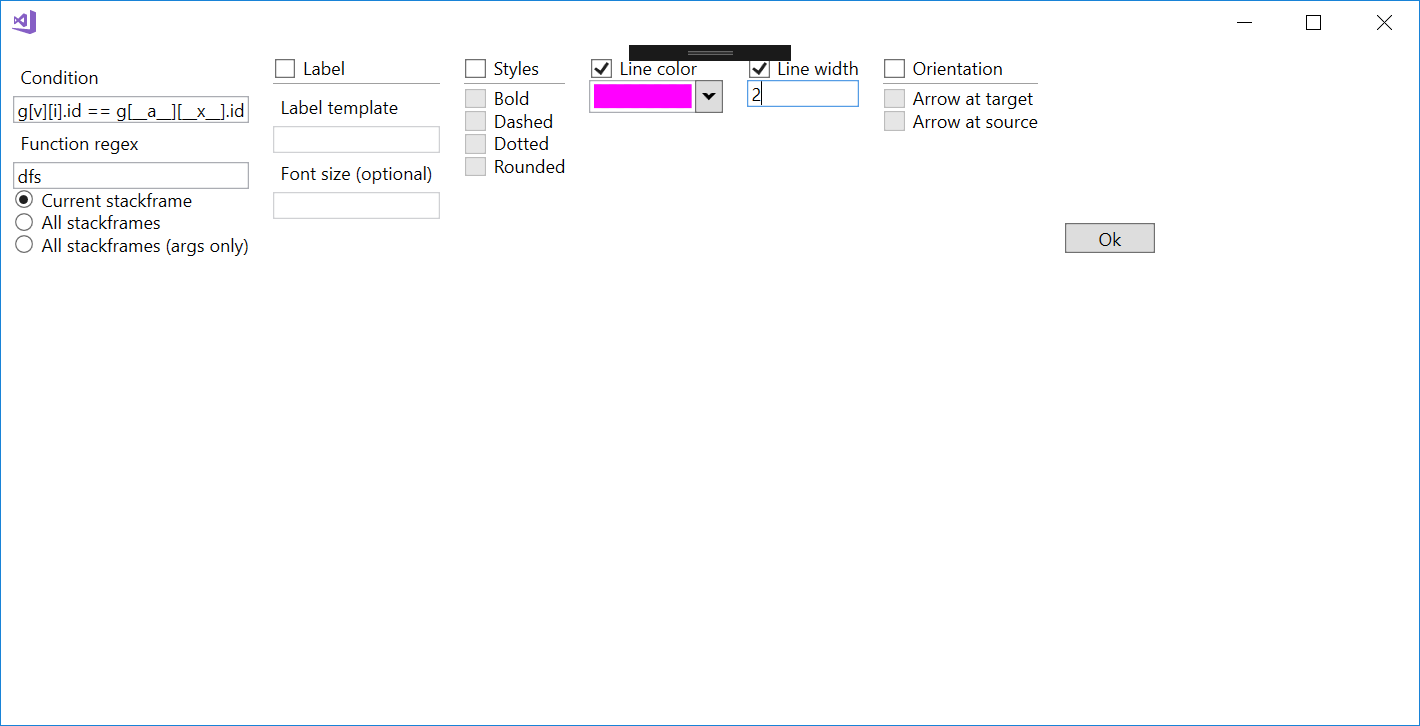 Condition
g[v][i].id == g[__a__][__x__].id
Function regex
dfs
Current stackframe
All stackframes
All stackframes (args only)
Label
Label template
Font size (optional)
Styles
Bold
Dashed
Dotted
Rounded
Line color
Line width
2
Orientation
Arrow at target
Arrow at source
Ok